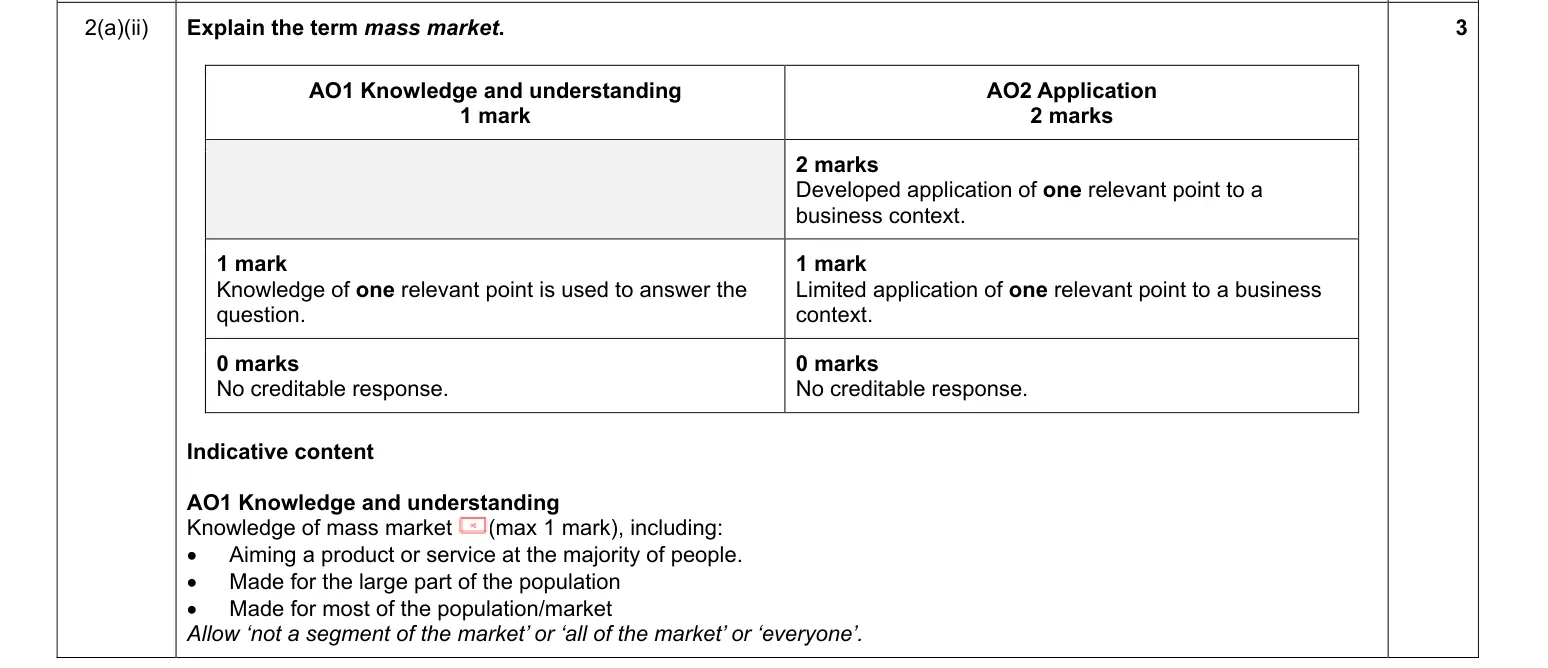 2(a)(ii)
Explain the term mass market.
3
AO1 Knowledge and understanding
1 mark
AO2 Application
2 marks
2 marks
Developed application of one relevant point to a
business context.
1 mark
Knowledge of one relevant point is used to answer the
question.
1 mark
Limited application of one relevant point to a business
context.
0 marks
No creditable response.
0 marks
No creditable response.
Indicative content
AO1 Knowledge and understanding
Knowledge of mass market (max 1 mark), including:
• Aiming a product or service at the majority of people.
• Made for the large part of the population
• Made for most of the population/market
Allow ‘not a segment of the market’ or ‘all of the market’ or ‘everyone’.